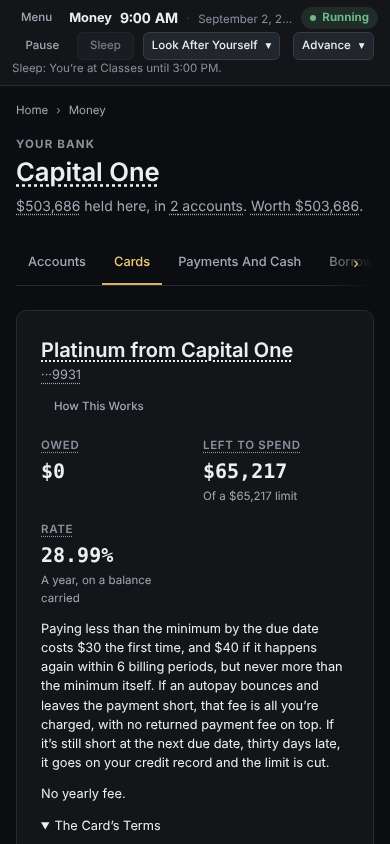 Menu Money 9:00 AM · September 2, 2... Running
Pause Sleep Look After Yourself ▾ Advance ▾
Sleep: You're at Classes until 3:00 PM.
Home › Money
YOUR BANK
Capital One
$503,686 held here, in 2 accounts. Worth $503,686.
Accounts Cards Payments And Cash Borrow ›
Platinum from Capital One
···9931
How This Works
OWED LEFT TO SPEND
$0 $65,217
Of a $65,217 limit
RATE
28.99%
A year, on a balance
carried
Paying less than the minimum by the due date
costs $30 the first time, and $40 if it happens
again within 6 billing periods, but never more than
the minimum itself. If an autopay bounces and
leaves the payment short, that fee is all you're
charged, with no returned payment fee on top. If
it's still short at the next due date, thirty days late,
it goes on your credit record and the limit is cut.
No yearly fee.
▼ The Card's Terms